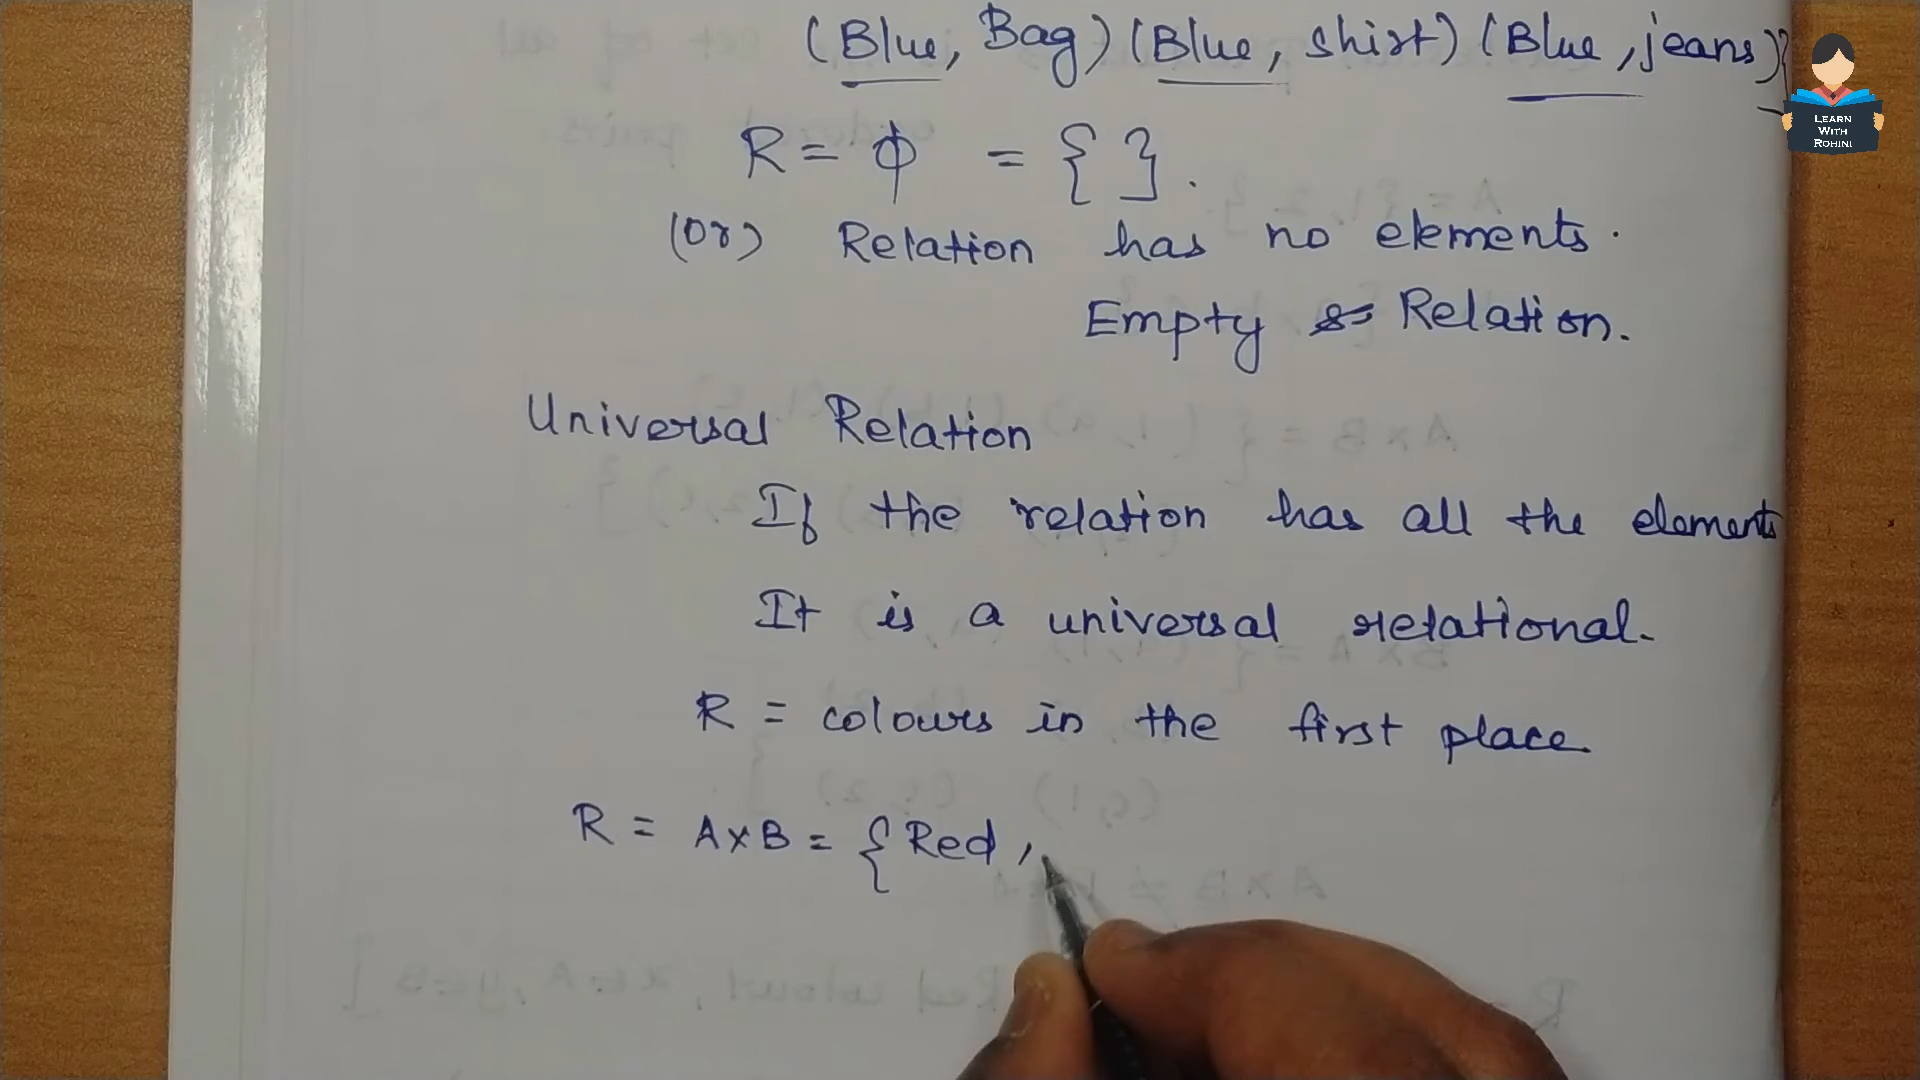 (Blue, Bag) (Blue, shirt) (Blue, jeans)}
R = ϕ = { }.
(or) Relation has no elements.
Empty Relation.
Universal Relation
If the relation has all the elements
It is a universal relational.
R = colours in the first place
R = A×B = {Red,
LEARN
WITH
ROHINI